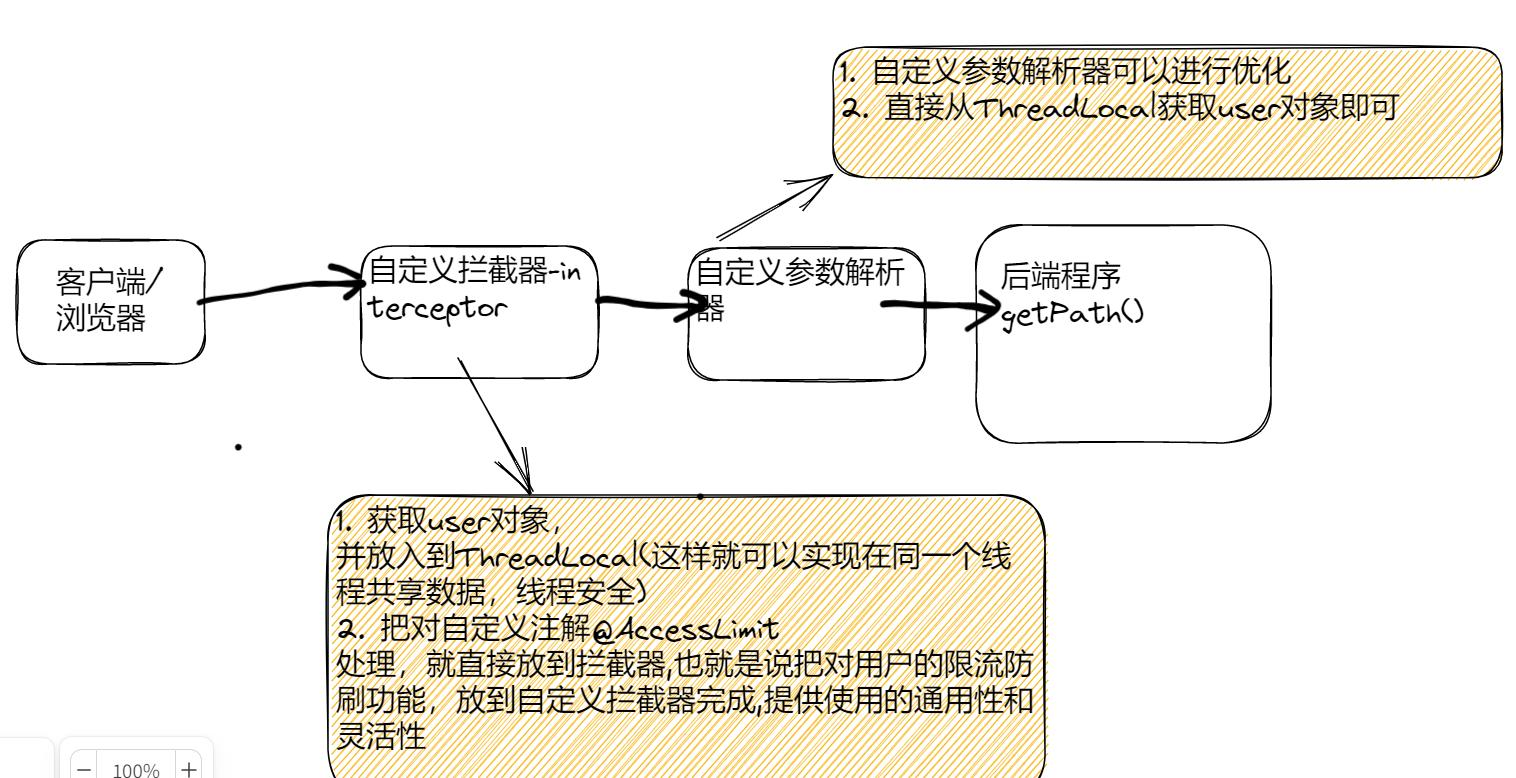 1. 自定义参数解析器可以进行优化
2. 直接从ThreadLocal获取user对象即可
客户端/
浏览器
自定义拦截器-in
terceptor
自定义参数解析
器
后端程序
getPath()
1. 获取user对象，
并放入到ThreadLocal(这样就可以实现在同一个线
程共享数据，线程安全)
2. 把对自定义注解@AccessLimit
处理，就直接放到拦截器,也就是说把对用户的限流防
刷功能，放到自定义拦截器完成,提供使用的通用性和
灵活性
100%